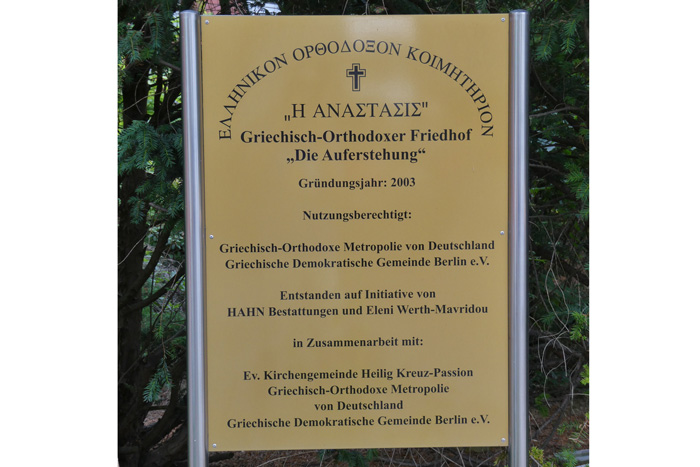 ΕΛΛΗΝΙΚΟΝ ΟΡΘΟΔΟΞΟΝ ΚΟΙΜΗΤΗΡΙΟΝ
„Η ΑΝΑΣΤΑΣΙΣ"
Griechisch-Orthodoxer Friedhof
„Die Auferstehung“
Gründungsjahr: 2003
Nutzungsberechtigt:
Griechisch-Orthodoxe Metropolie von Deutschland
Griechische Demokratische Gemeinde Berlin e.V.
Entstanden auf Initiative von
HAHN Bestattungen und Eleni Werth-Mavridou
in Zusammenarbeit mit:
Ev. Kirchengemeinde Heilig Kreuz-Passion
Griechisch-Orthodoxe Metropolie
von Deutschland
Griechische Demokratische Gemeinde Berlin e.V.